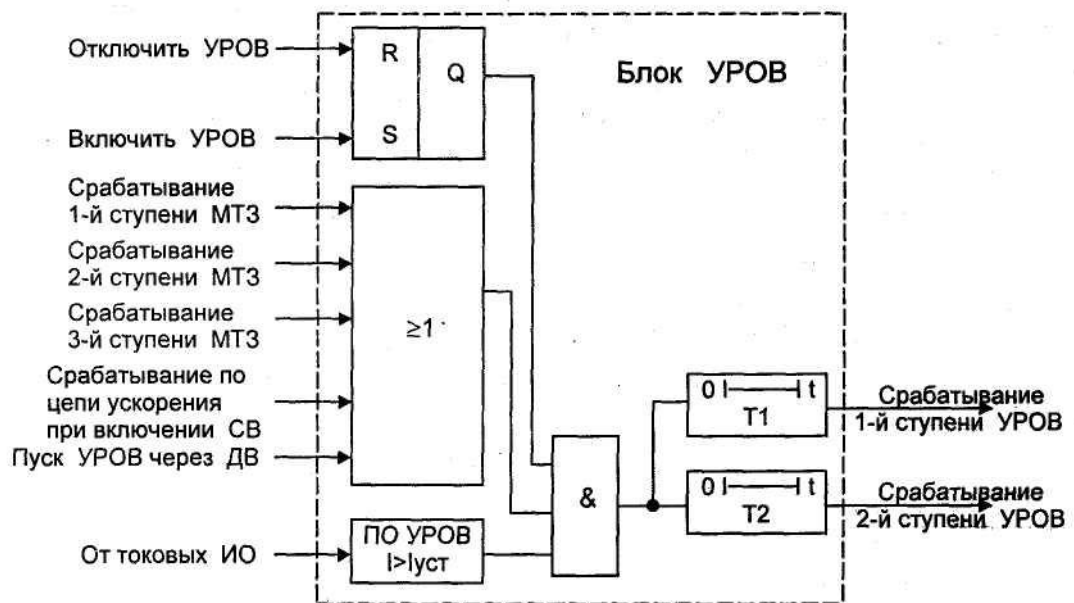 Отключить УРОВ
R
Q
Блок УРОВ
Включить УРОВ
S
Срабатывание
1-й ступени МТЗ
Срабатывание
2-й ступени МТЗ
Срабатывание
3-й ступени МТЗ
≥1
Срабатывание по
цепи ускорения
при включении СВ
Пуск УРОВ через ДВ
От токовых ИО
ПО УРОВ
I>Iуст
&
0 t
T1
Срабатывание
1-й ступени УРОВ
0 t
T2
Срабатывание
2-й ступени УРОВ